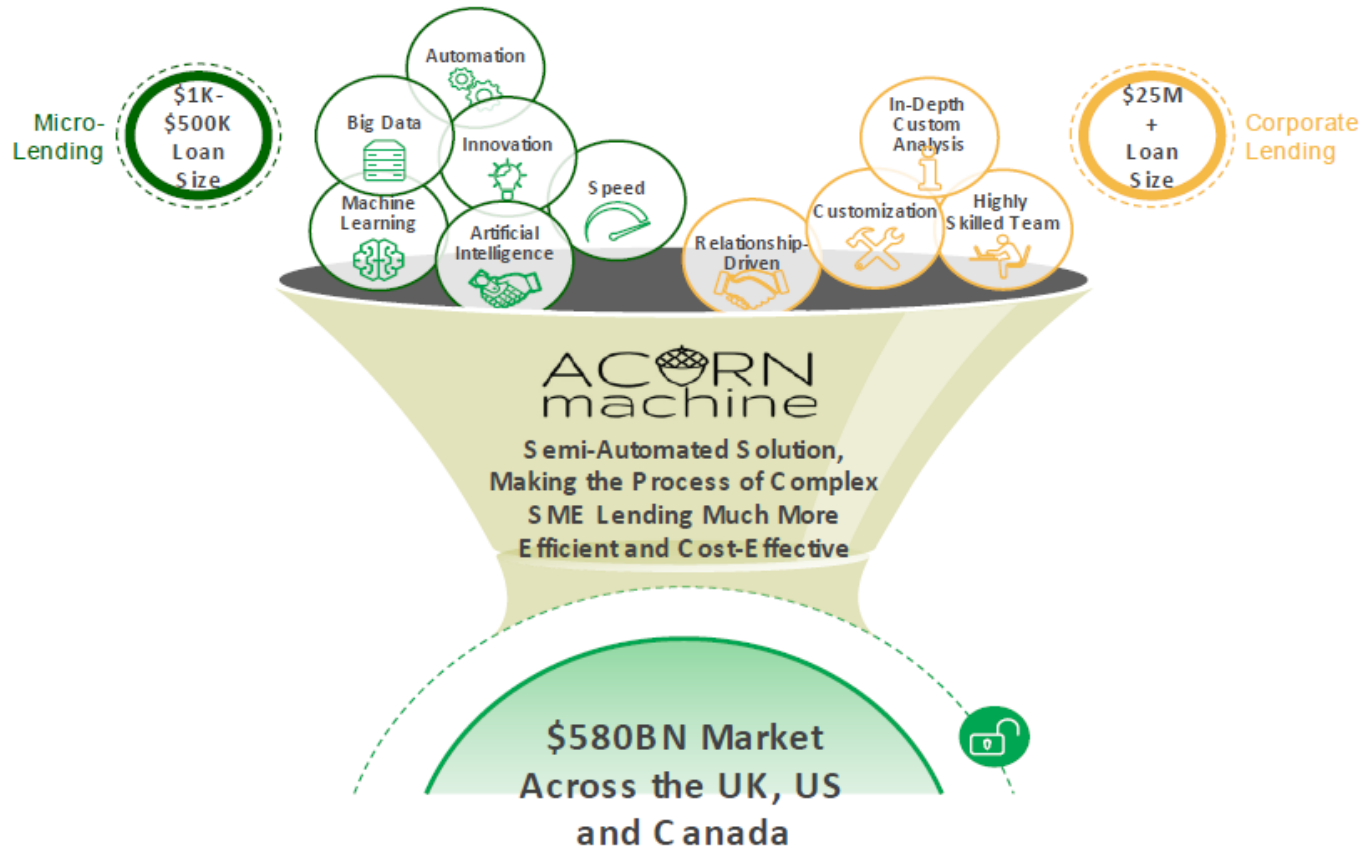 Micro-
Lending
$1K-
$500K
Loan
Size
Automation
Big Data
Innovation
Speed
Machine
Learning
Artificial
Intelligence
In-Depth
Custom
Analysis
Customization
Highly
Skilled Team
Relationship-
Driven
$25M
+
Loan
Size
Corporate
Lending
ACORN
machine
Semi-Automated Solution,
Making the Process of Complex
SME Lending Much More
Efficient and Cost-Effective
$580BN Market
Across the UK, US
and Canada